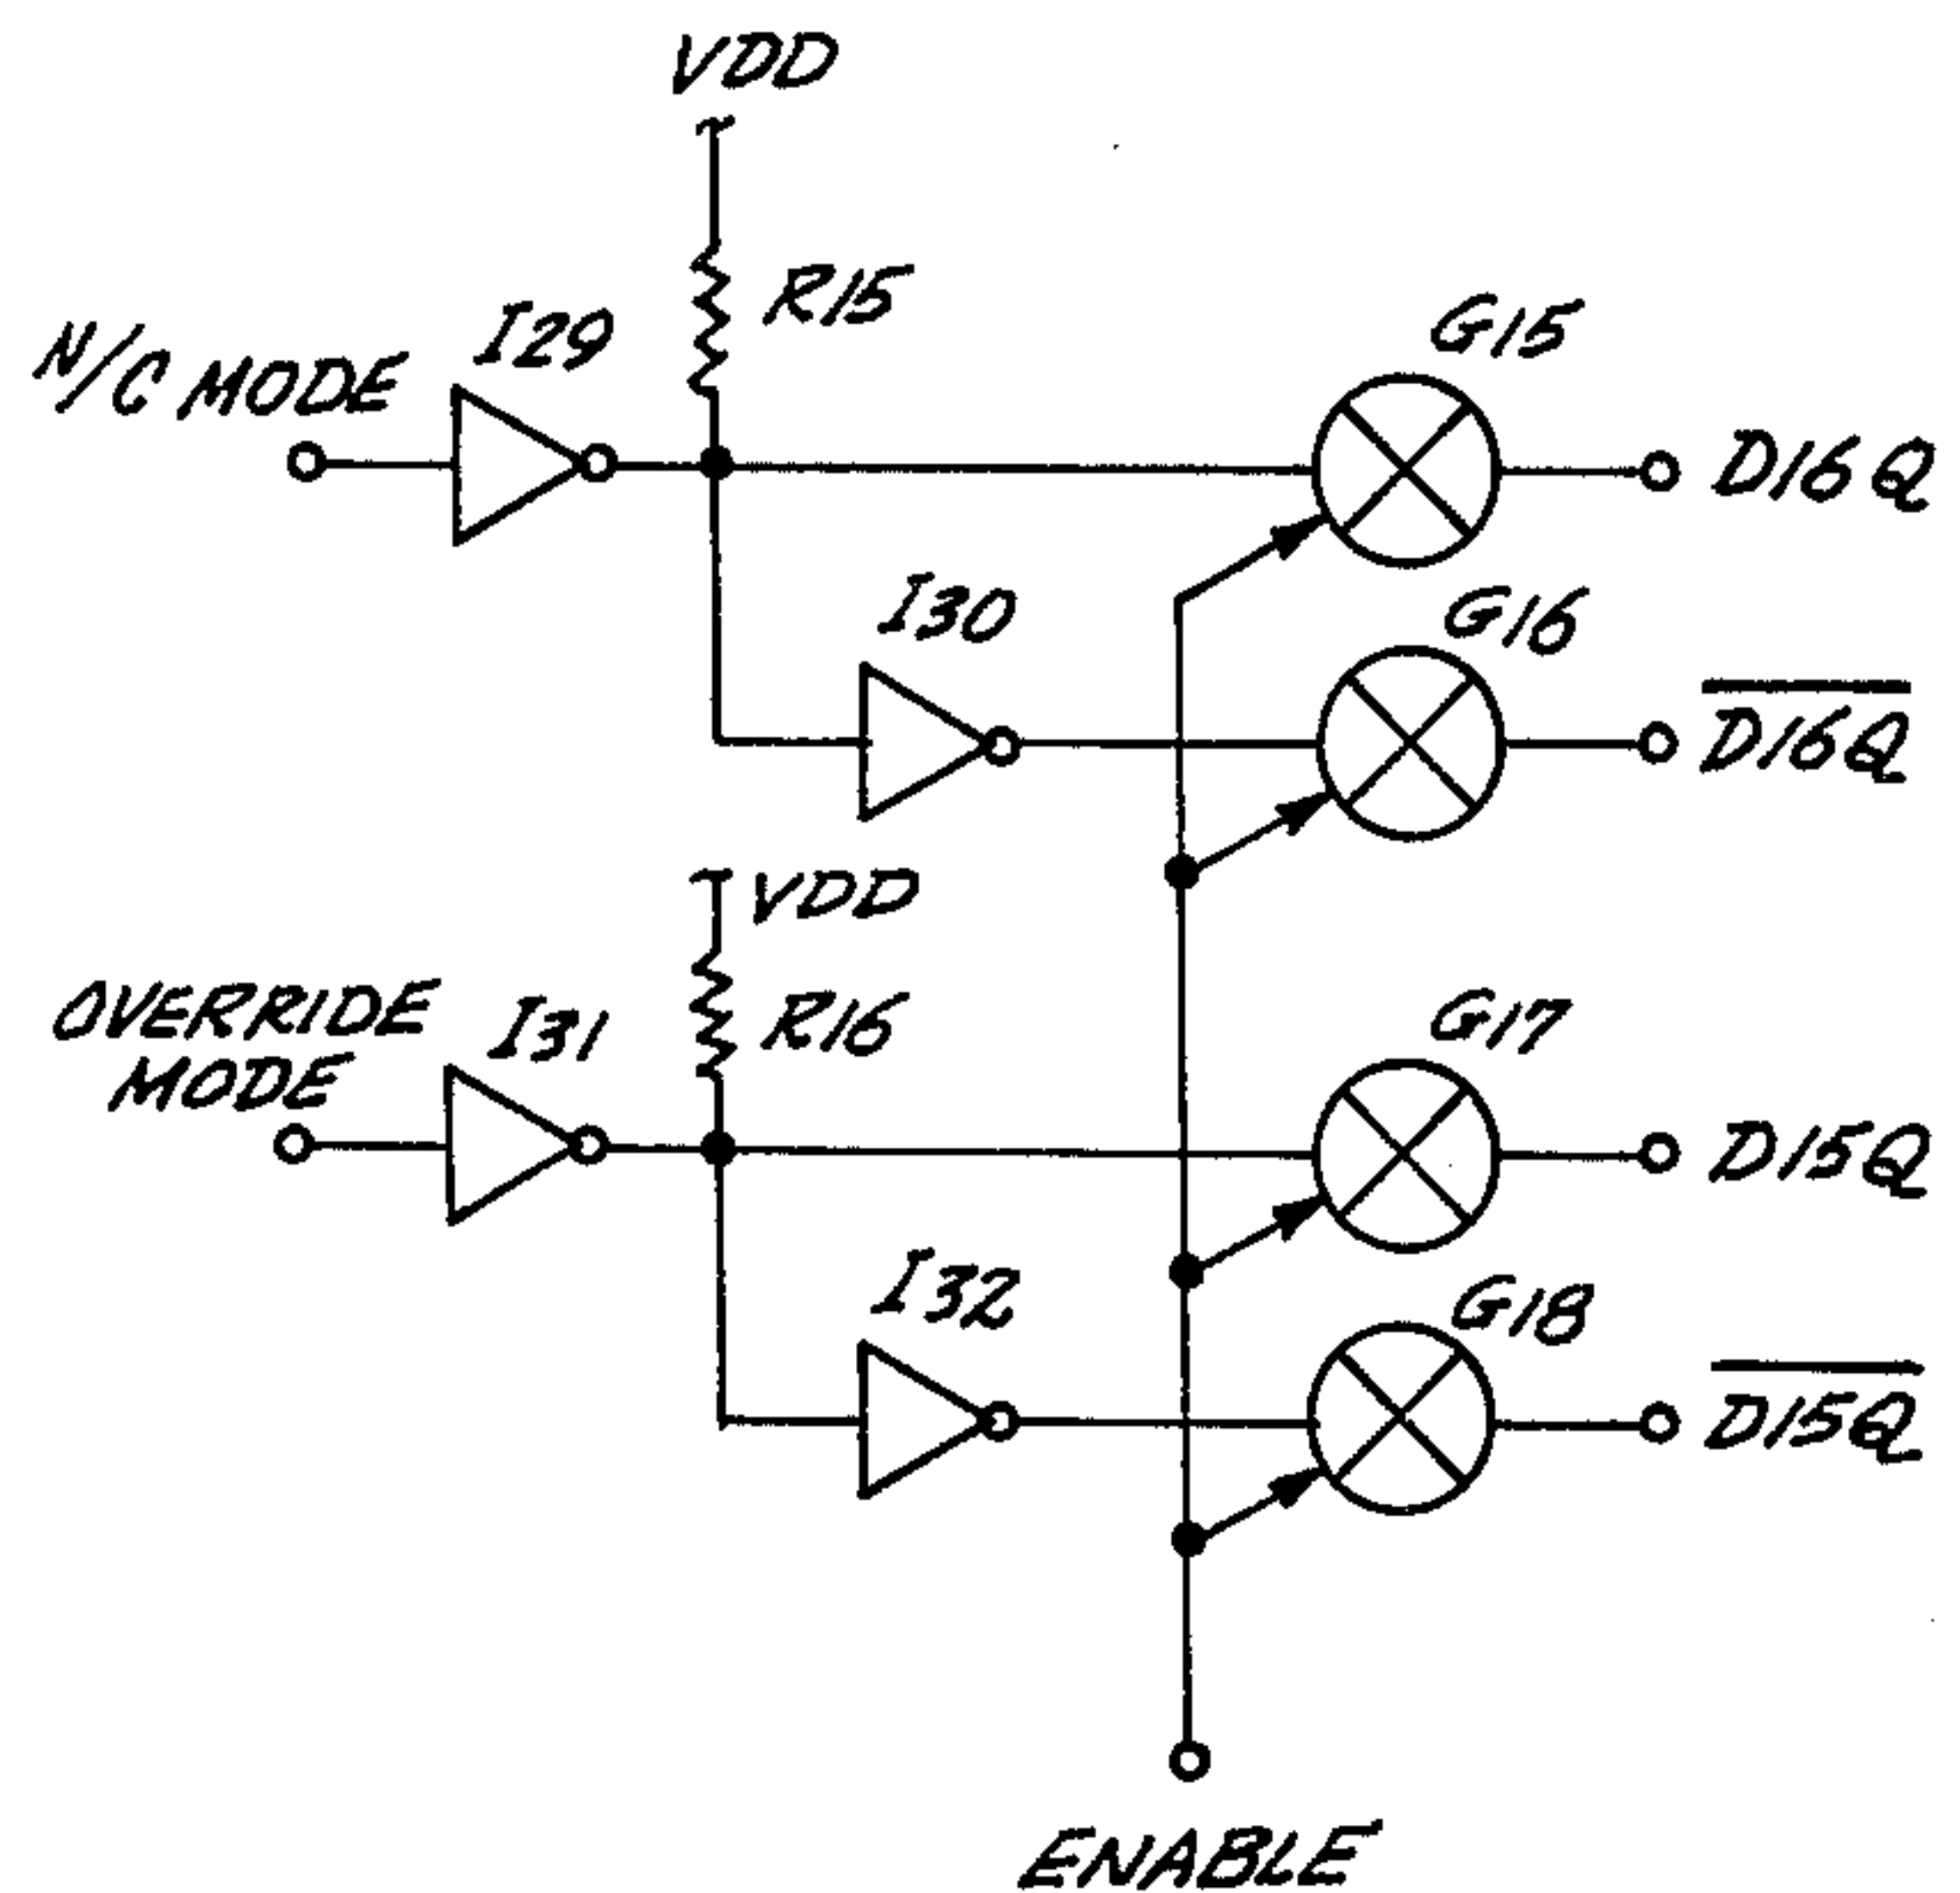 VDD
R15
I29
N/C MODE
G15
D16Q
I30
G16
D16Q
VDD
OVERRIDE
MODE
I31
R16
G17
D15Q
I32
G18
D15Q
ENABLE